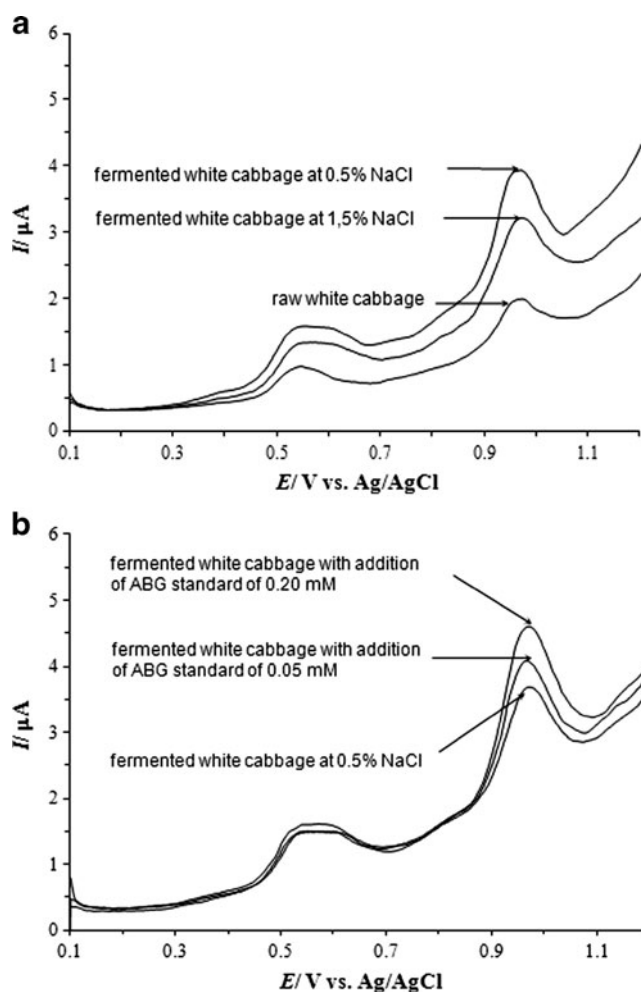 a
6
5
4
3
2
1
0
I/ µA
fermented white cabbage at 0.5% NaCl
fermented white cabbage at 1,5% NaCl
raw white cabbage
0.1 0.3 0.5 0.7 0.9 1.1
E/ V vs. Ag/AgCl
b
6
5
4
3
2
1
0
I/ µA
fermented white cabbage with addition
of ABG standard of 0.20 mM
fermented white cabbage with addition
of ABG standard of 0.05 mM
fermented white cabbage at 0.5% NaCl
0.1 0.3 0.5 0.7 0.9 1.1
E/ V vs. Ag/AgCl